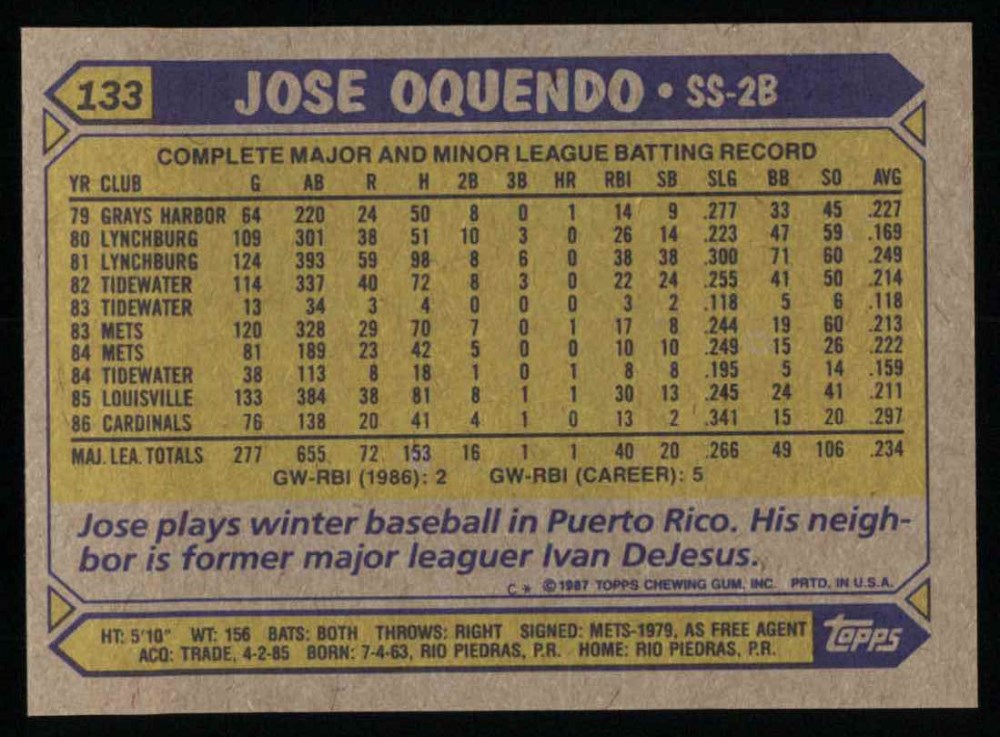 133 JOSE OQUENDO • SS-2B
COMPLETE MAJOR AND MINOR LEAGUE BATTING RECORD
YR CLUB G AB R H 2B 3B HR RBI SB SLG BB SO AVG
79 GRAYS HARBOR 64 220 24 50 8 0 1 14 9 .277 33 45 .227
80 LYNCHBURG 109 301 38 51 10 3 0 26 14 .223 47 59 .169
81 LYNCHBURG 124 393 59 98 8 6 0 38 38 .300 71 60 .249
82 TIDEWATER 114 337 40 72 8 3 0 22 24 .255 41 50 .214
83 TIDEWATER 13 34 3 4 0 0 0 3 2 .118 5 6 .118
83 METS 120 328 29 70 7 0 1 17 8 .244 19 60 .213
84 METS 81 189 23 42 5 0 0 10 10 .249 15 26 .222
84 TIDEWATER 38 113 8 18 1 0 1 8 8 .195 5 14 .159
85 LOUISVILLE 133 384 38 81 8 1 1 30 13 .245 24 41 .211
86 CARDINALS 76 138 20 41 4 1 0 13 2 .341 15 20 .297
MAJ. LEA. TOTALS 277 655 72 153 16 1 1 40 20 .266 49 106 .234
GW-RBI (1986): 2 GW-RBI (CAREER): 5
Jose plays winter baseball in Puerto Rico. His neigh-
bor is former major leaguer Ivan DeJesus.
C* ©1987 TOPPS CHEWING GUM, INC. PRTD. IN U.S.A.
HT: 5'10" WT: 156 BATS: BOTH THROWS: RIGHT SIGNED: METS-1979, AS FREE AGENT
ACQ: TRADE, 4-2-85 BORN: 7-4-63, RIO PIEDRAS, P.R. HOME: RIO PIEDRAS, P.R.
topps